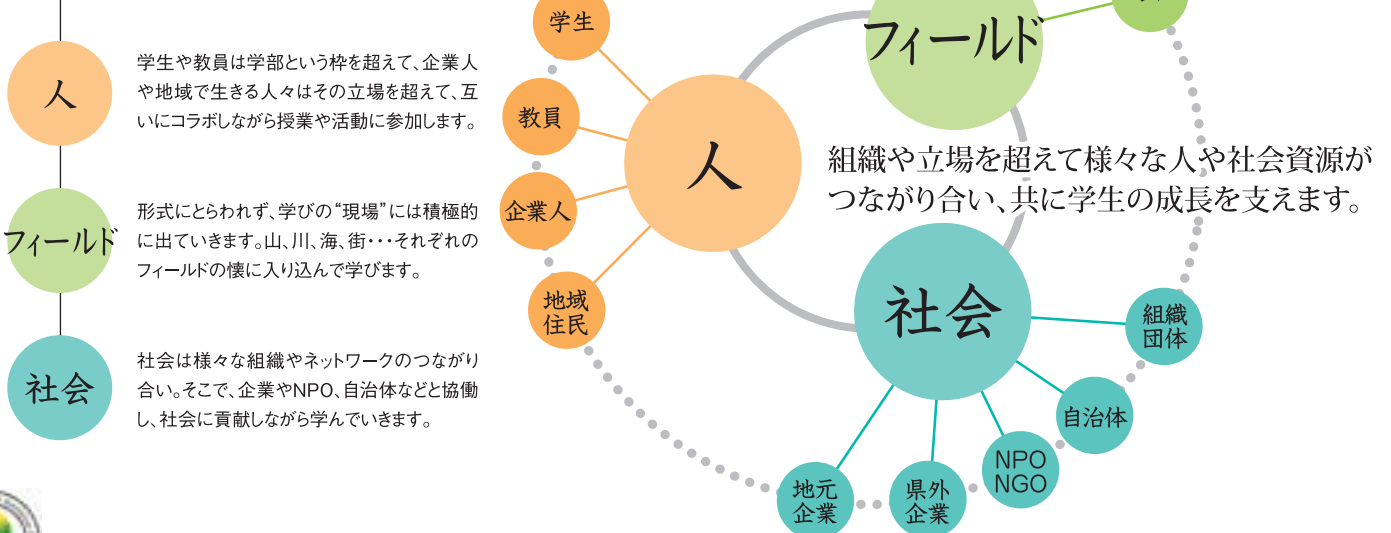 人
学生や教員は学部という枠を超えて、企業人
や地域で生きる人々はその立場を超えて、互
いにコラボしながら授業や活動に参加します。
フィールド
形式にとらわれず、学びの“現場”には積極的
に出ていきます。山、川、海、街・・・それぞれの
フィールドの懐に入り込んで学びます。
社会
社会は様々な組織やネットワークのつながり
合い。そこで、企業やNPO、自治体などと協働
し、社会に貢献しながら学んでいきます。
フィールド
学生
教員
企業人
地域
住民
人
組織や立場を超えて様々な人や社会資源が
つながり合い、共に学生の成長を支えます。
社会
組織
団体
自治体
NPO
NGO
県外
企業
地元
企業